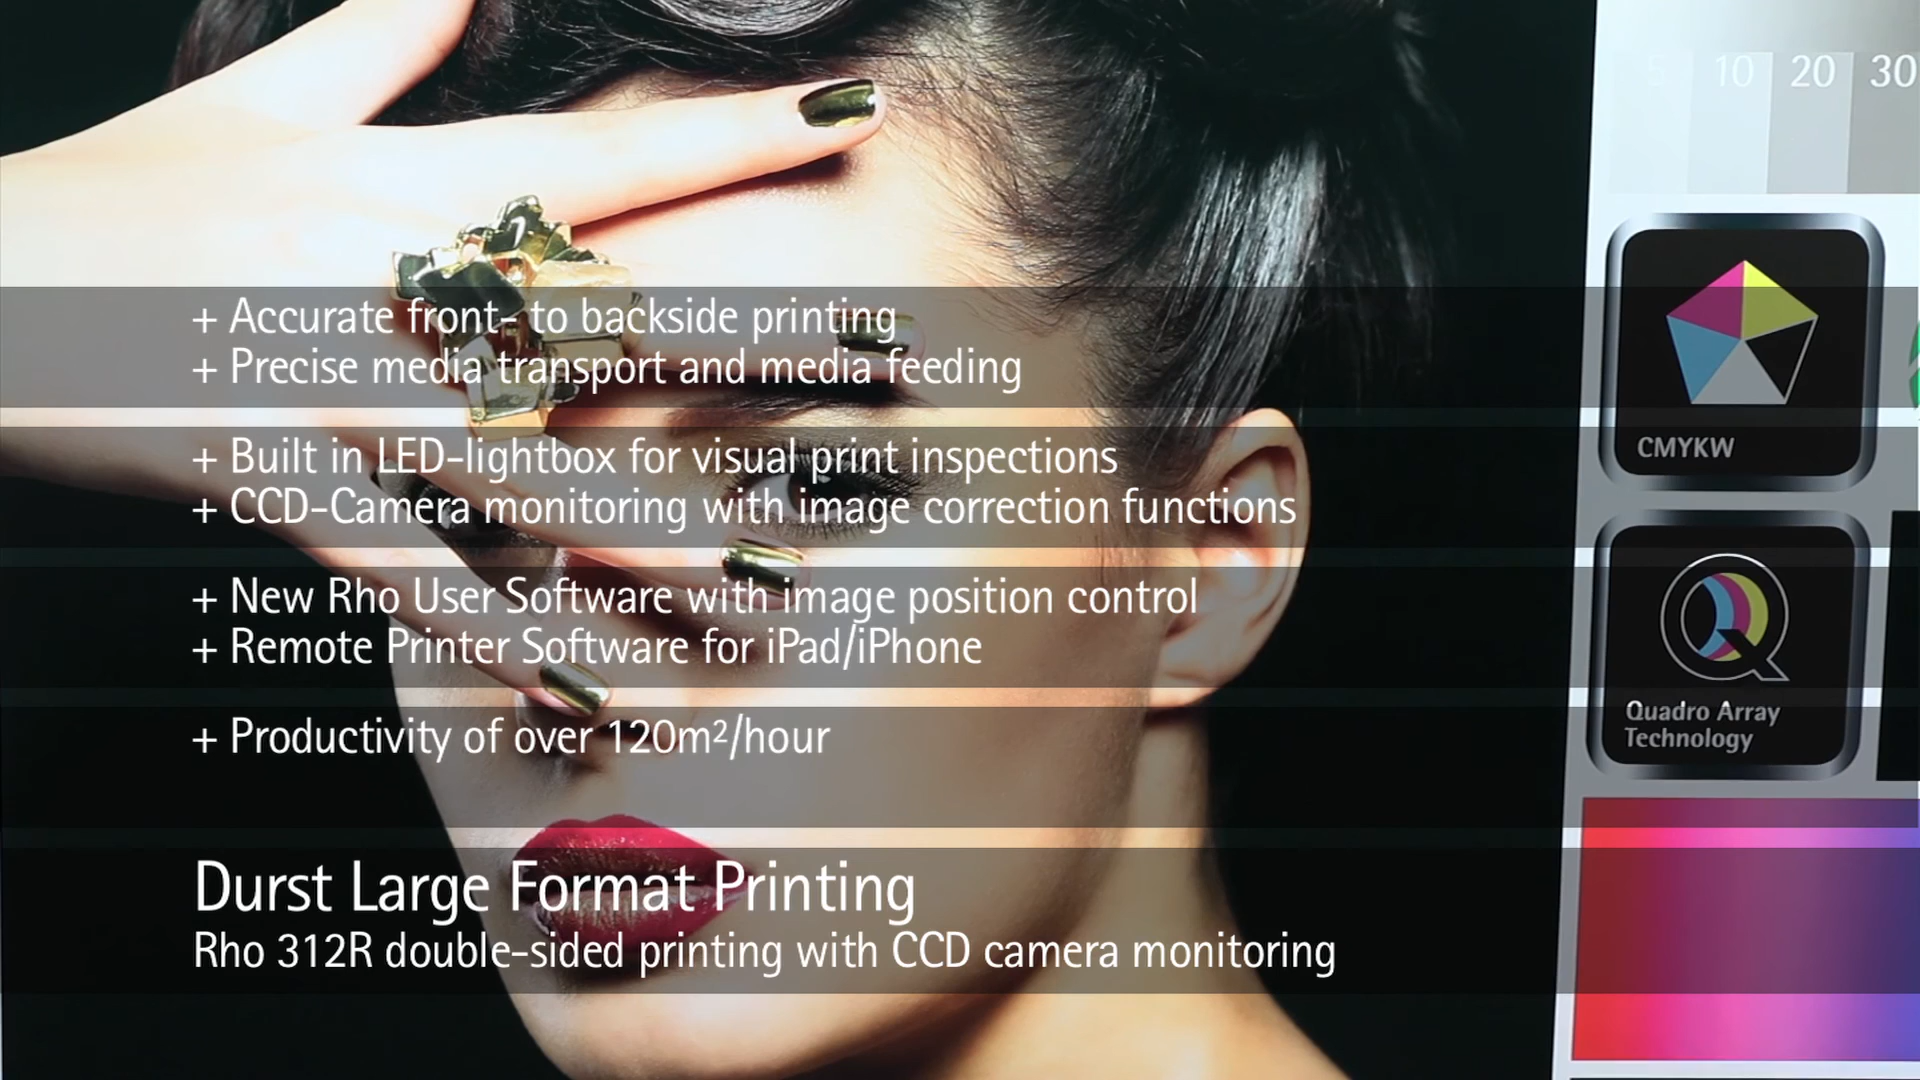 5 10 20 30
+ Accurate front- to backside printing
+ Precise media transport and media feeding
+ Built in LED-lightbox for visual print inspections
+ CCD-Camera monitoring with image correction functions
+ New Rho User Software with image position control
+ Remote Printer Software for iPad/iPhone
+ Productivity of over 120m²/hour
Durst Large Format Printing
Rho 312R double-sided printing with CCD camera monitoring
CMYKW
Quadro Array
Technology